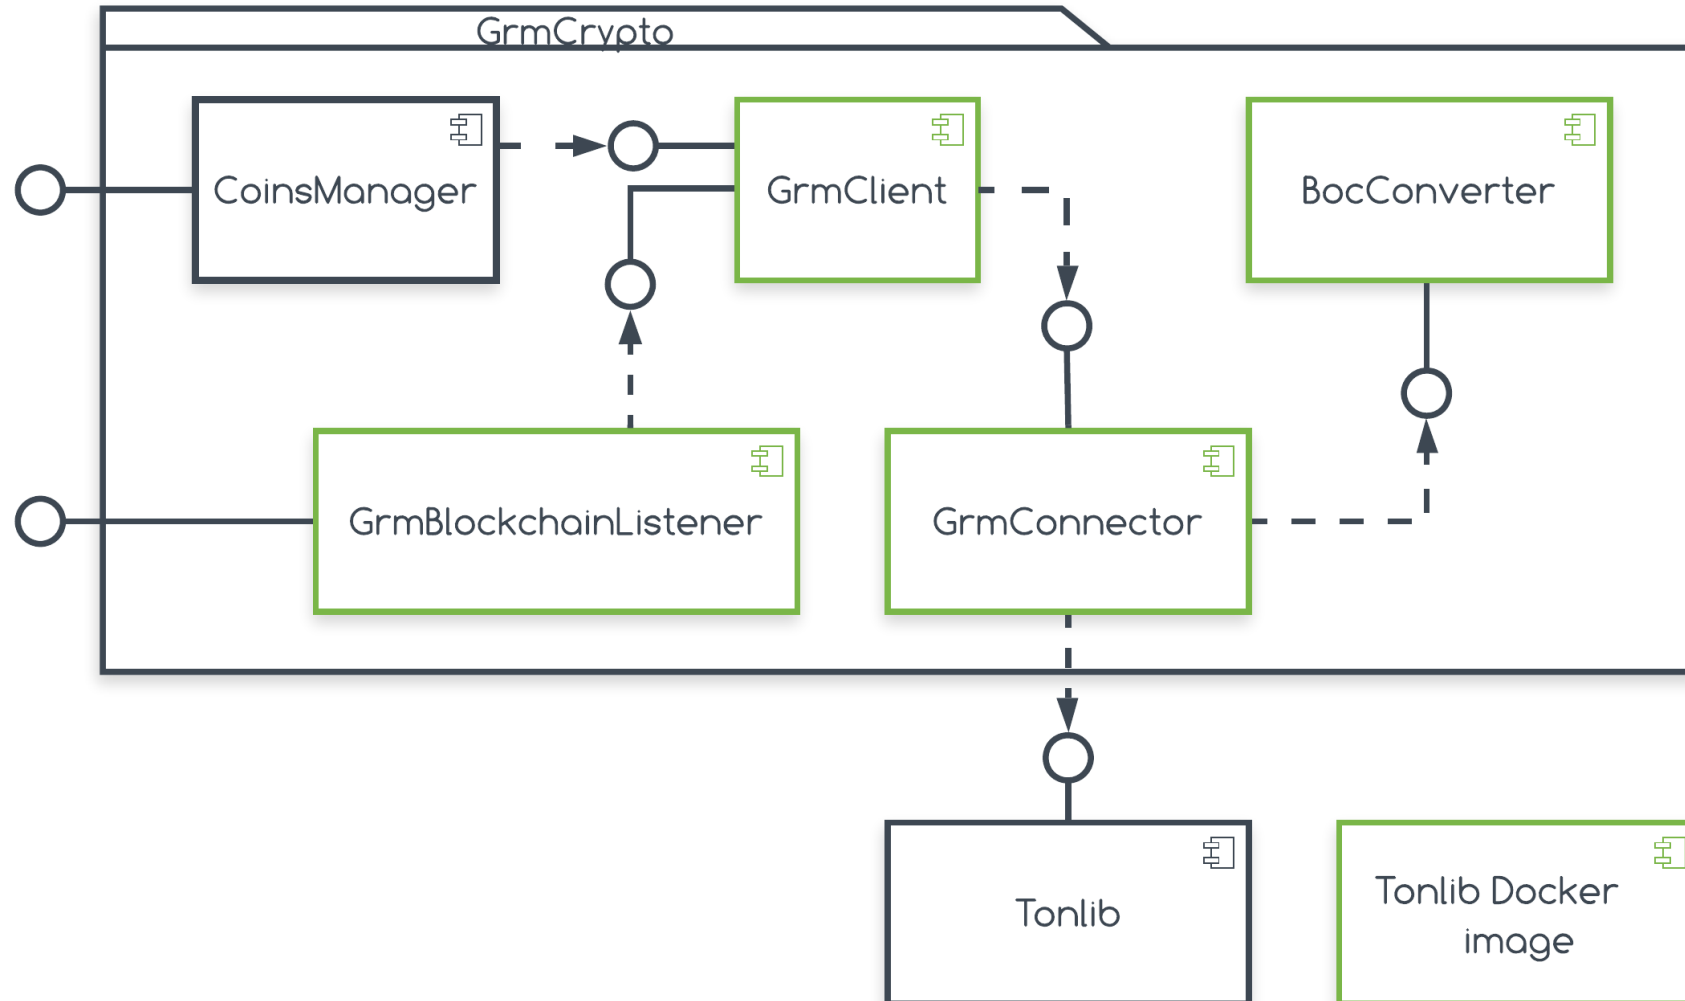 GrmCrypto
CoinsManager
GrmClient
BocConverter
GrmBlockchainListener
GrmConnector
Tonlib
Tonlib Docker
image